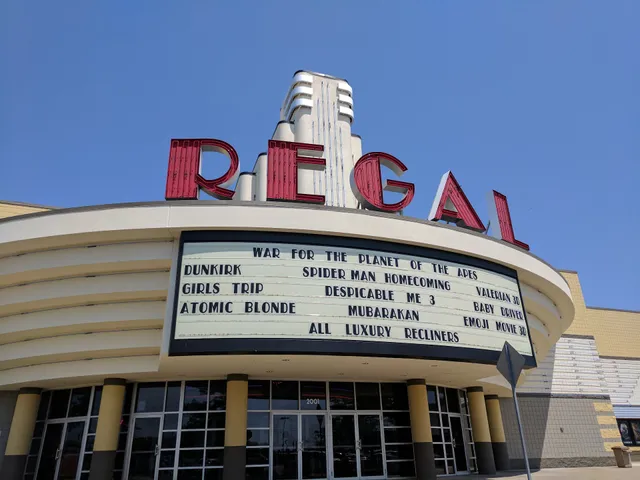 REGAL
WAR FOR THE PLANET OF THE APES
DUNKIRK SPIDER MAN HOMECOMING VALERIAN 3D
GIRLS TRIP DESPICABLE ME 3 BABY DRIVER
ATOMIC BLONDE MUBARAKAN EMOJI MOVIE 3D
ALL LUXURY RECLINERS
2001